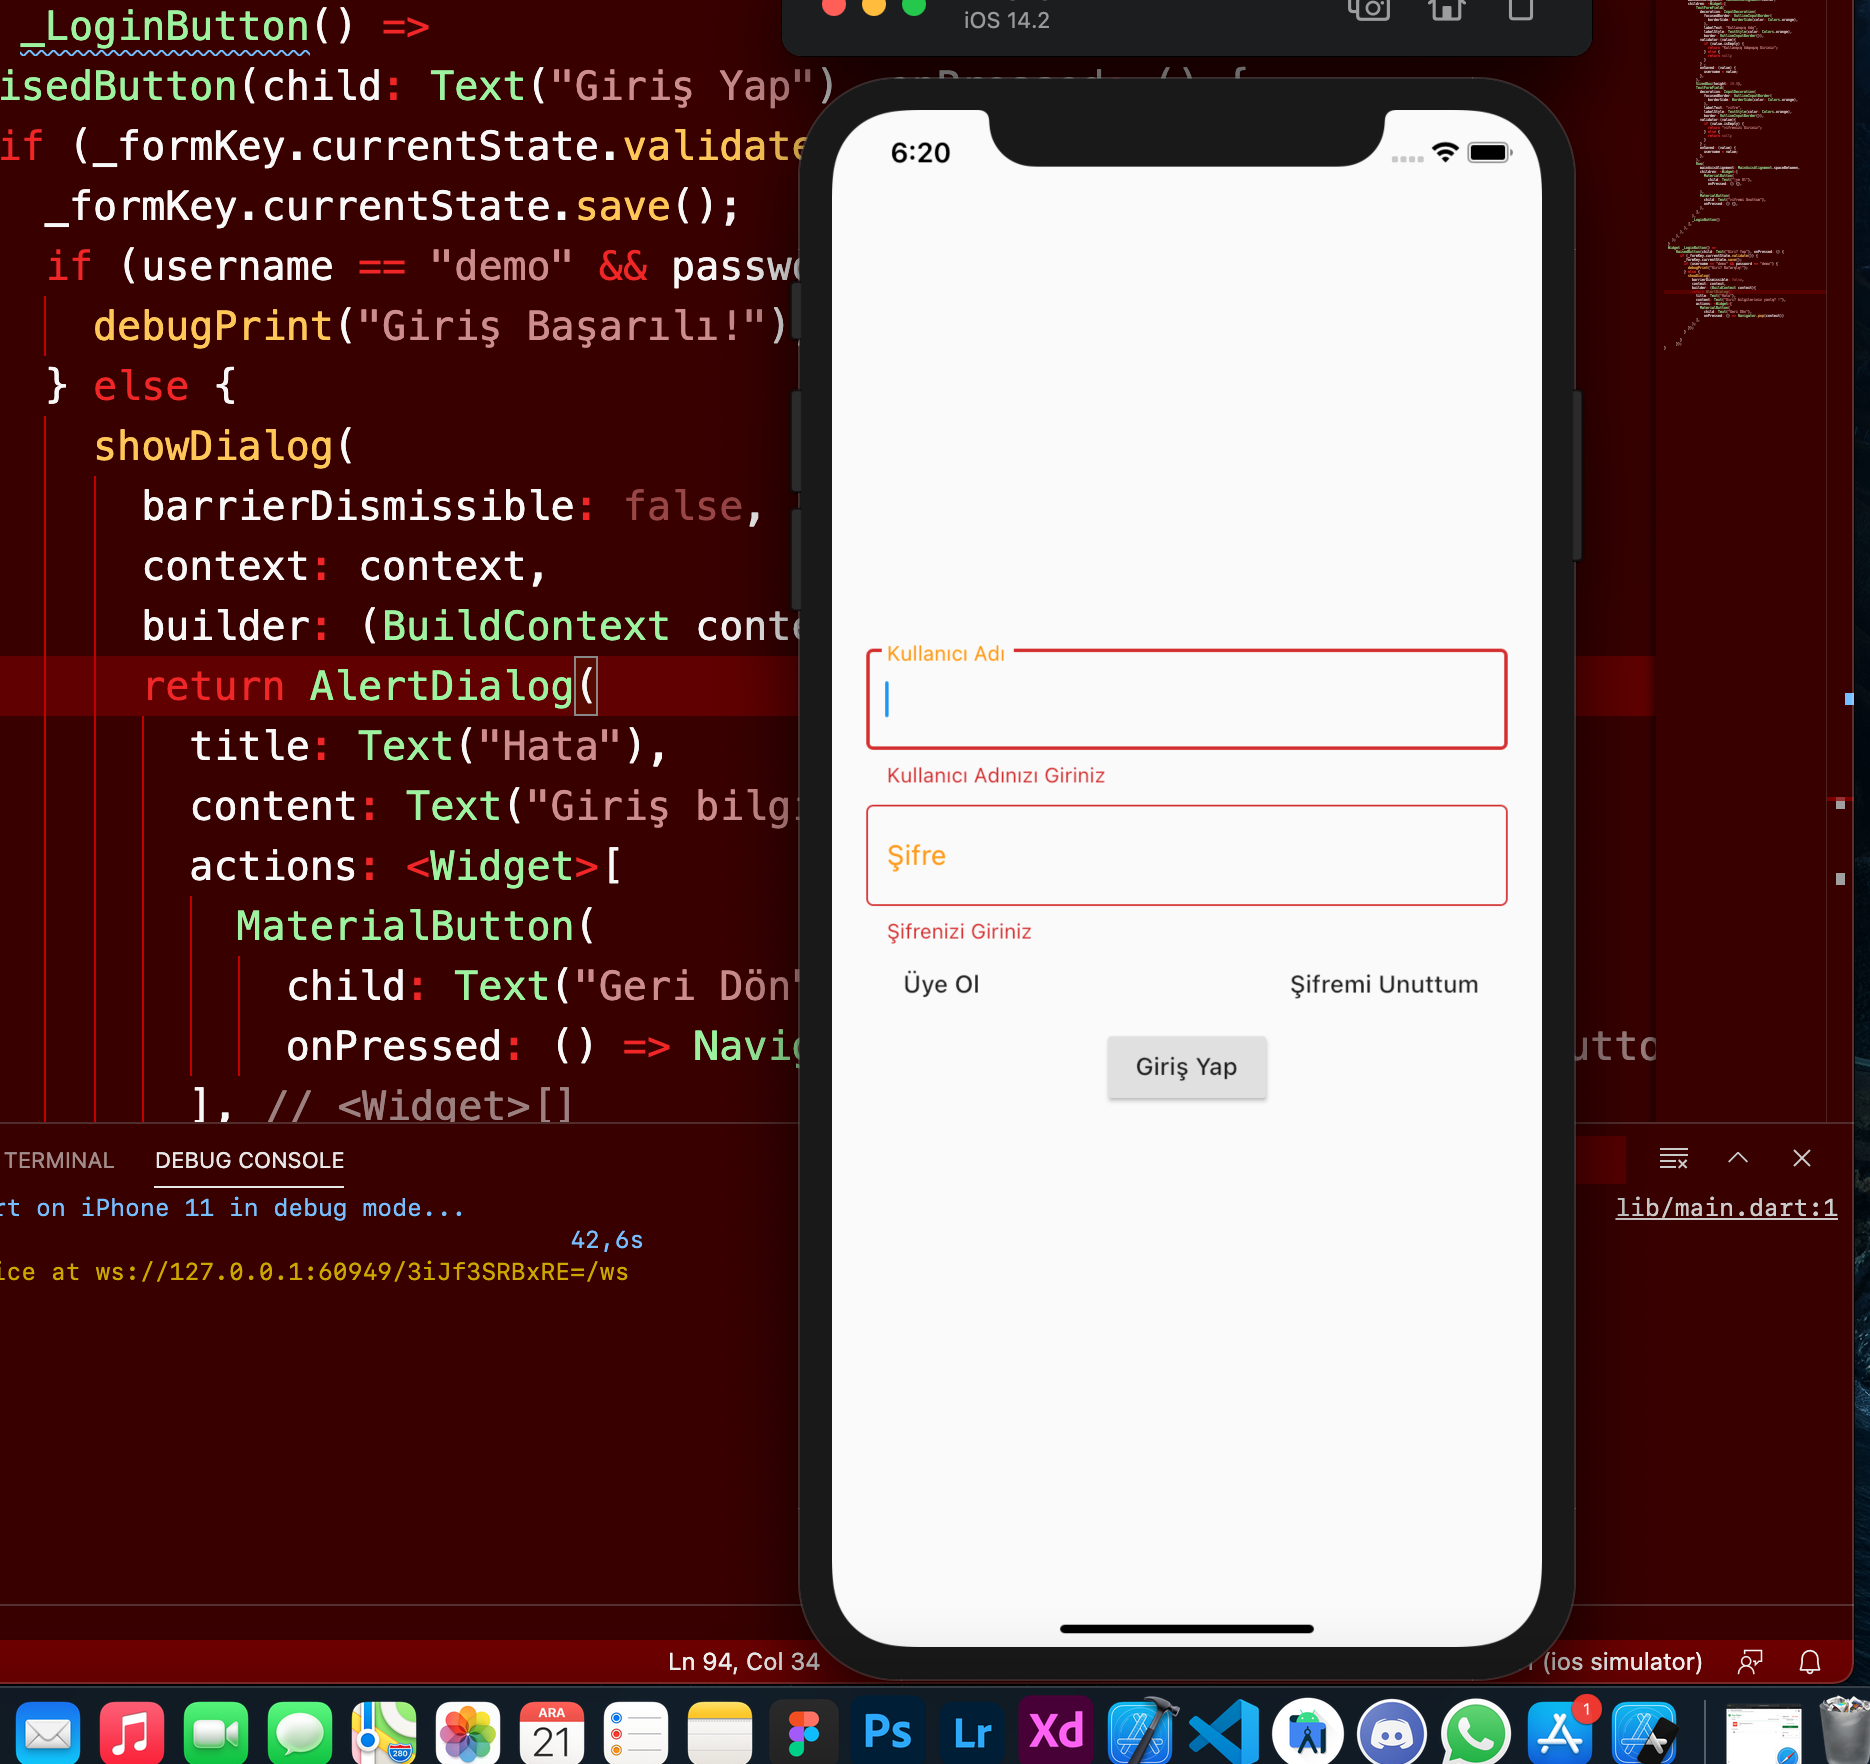 _LoginButton() =>
isedButton(child: Text("Giriş Yap")
if (_formKey.currentState.validate
_formKey.currentState.save();
if (username == "demo" && passwo
debugPrint("Giriş Başarılı!")
} else {
showDialog(
barrierDismissible: false,
context: context,
builder: (BuildContext conte
return AlertDialog(
title: Text("Hata"),
content: Text("Giriş bilgi
actions: <Widget>[
MaterialButton(
child: Text("Geri Dön"
onPressed: () => Navig
], // <Widget>[]
iOS 14.2
6:20
Kullanıcı Adı
Kullanıcı Adınızı Giriniz
Şifre
Şifrenizi Giriniz
Üye Ol
Şifremi Unuttum
Giriş Yap
utto
TERMINAL
DEBUG CONSOLE
rt on iPhone 11 in debug mode...
42,6s
ice at ws://127.0.0.1:60949/3iJf3SRBxRE=/ws
lib/main.dart:1
Ln 94, Col 34
(ios simulator)
280
ARA
21
Ps
Lr
Xd
1